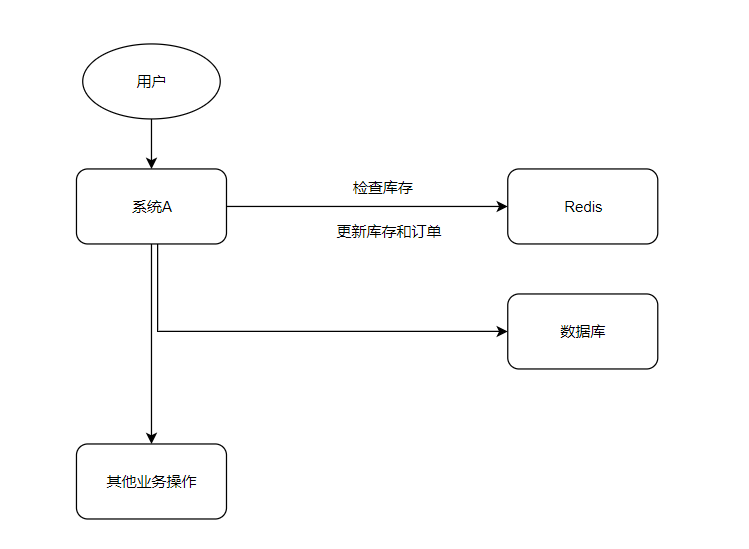 用户
系统A
检查库存
Redis
更新库存和订单
数据库
其他业务操作